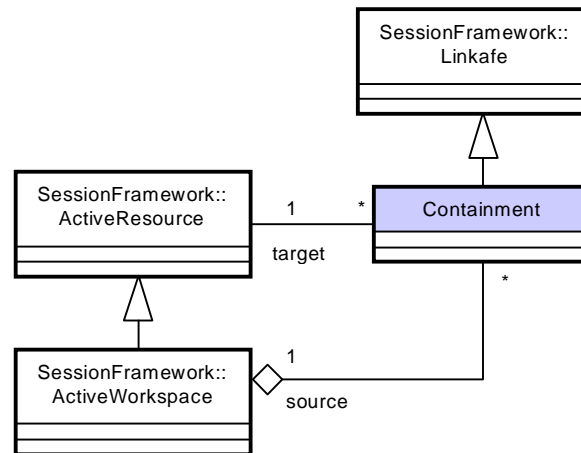 SessionFramework::
Linkafe
SessionFramework::
ActiveResource
1
*
Containment
target
*
SessionFramework::
ActiveWorkspace
1
source